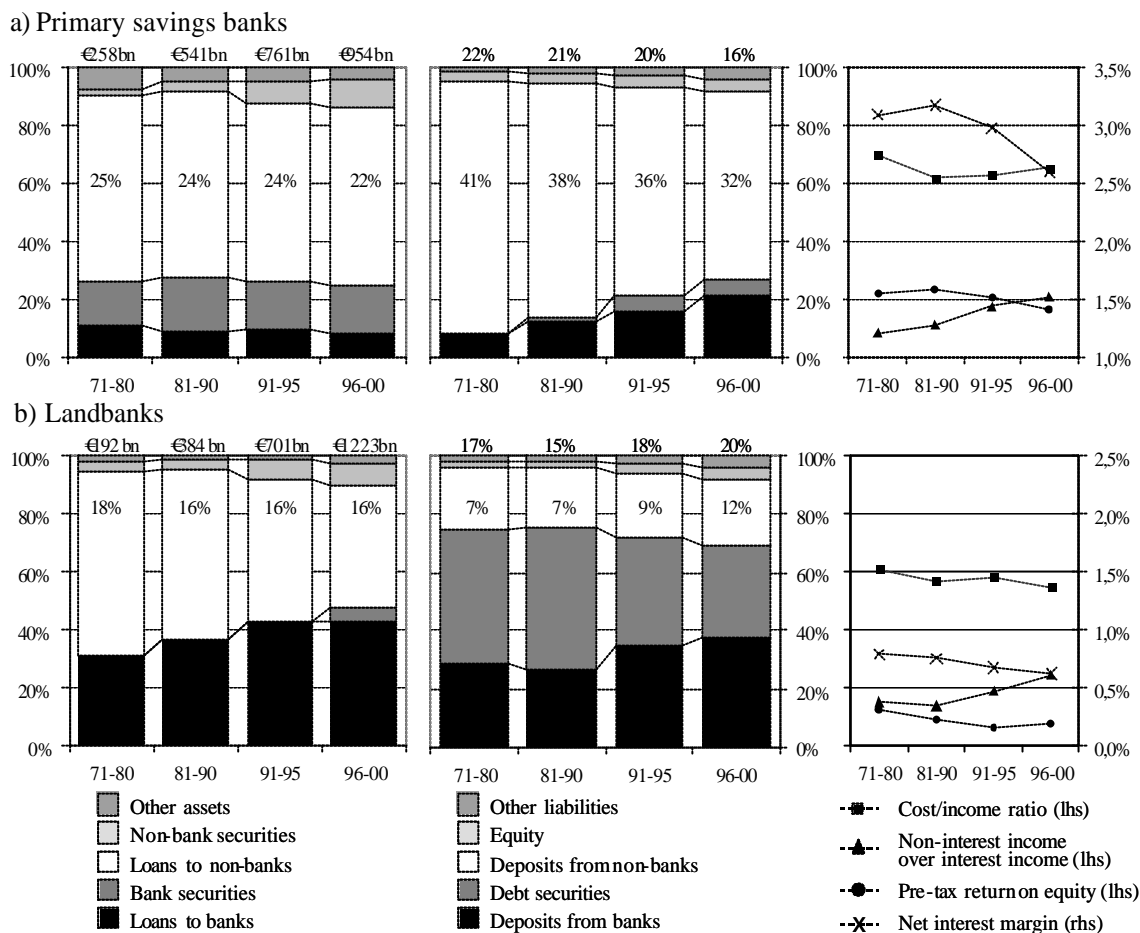 a) Primary savings banks
€258bn €541bn €761bn €954bn
22% 21% 20% 16%
100% 100% 3,5%
80% 80% 3,0%
25% 24% 24% 22% 41% 38% 36% 32%
60% 60% 2,5%
40% 40% 2,0%
20% 20% 1,5%
0% 0% 1,0%
71-80 81-90 91-95 96-00 71-80 81-90 91-95 96-00 71-80 81-90 91-95 96-00
b) Landbanks
€192bn €384bn €701bn €1223bn
17% 15% 18% 20%
100% 100% 2,5%
18% 16% 16% 16% 7% 7% 9% 12%
80% 80% 2,0%
60% 60% 1,5%
40% 40% 1,0%
20% 20% 0,5%
0% 0% 0,0%
71-80 81-90 91-95 96-00 71-80 81-90 91-95 96-00 71-80 81-90 91-95 96-00
Other assets
Non-bank securities
Loans to non-banks
Bank securities
Loans to banks
Other liabilities
Equity
Deposits from non-banks
Debt securities
Deposits from banks
Cost/income ratio (lhs)
Non-interest income
over interest income (lhs)
Pre-tax return on equity (lhs)
Net interest margin (rhs)